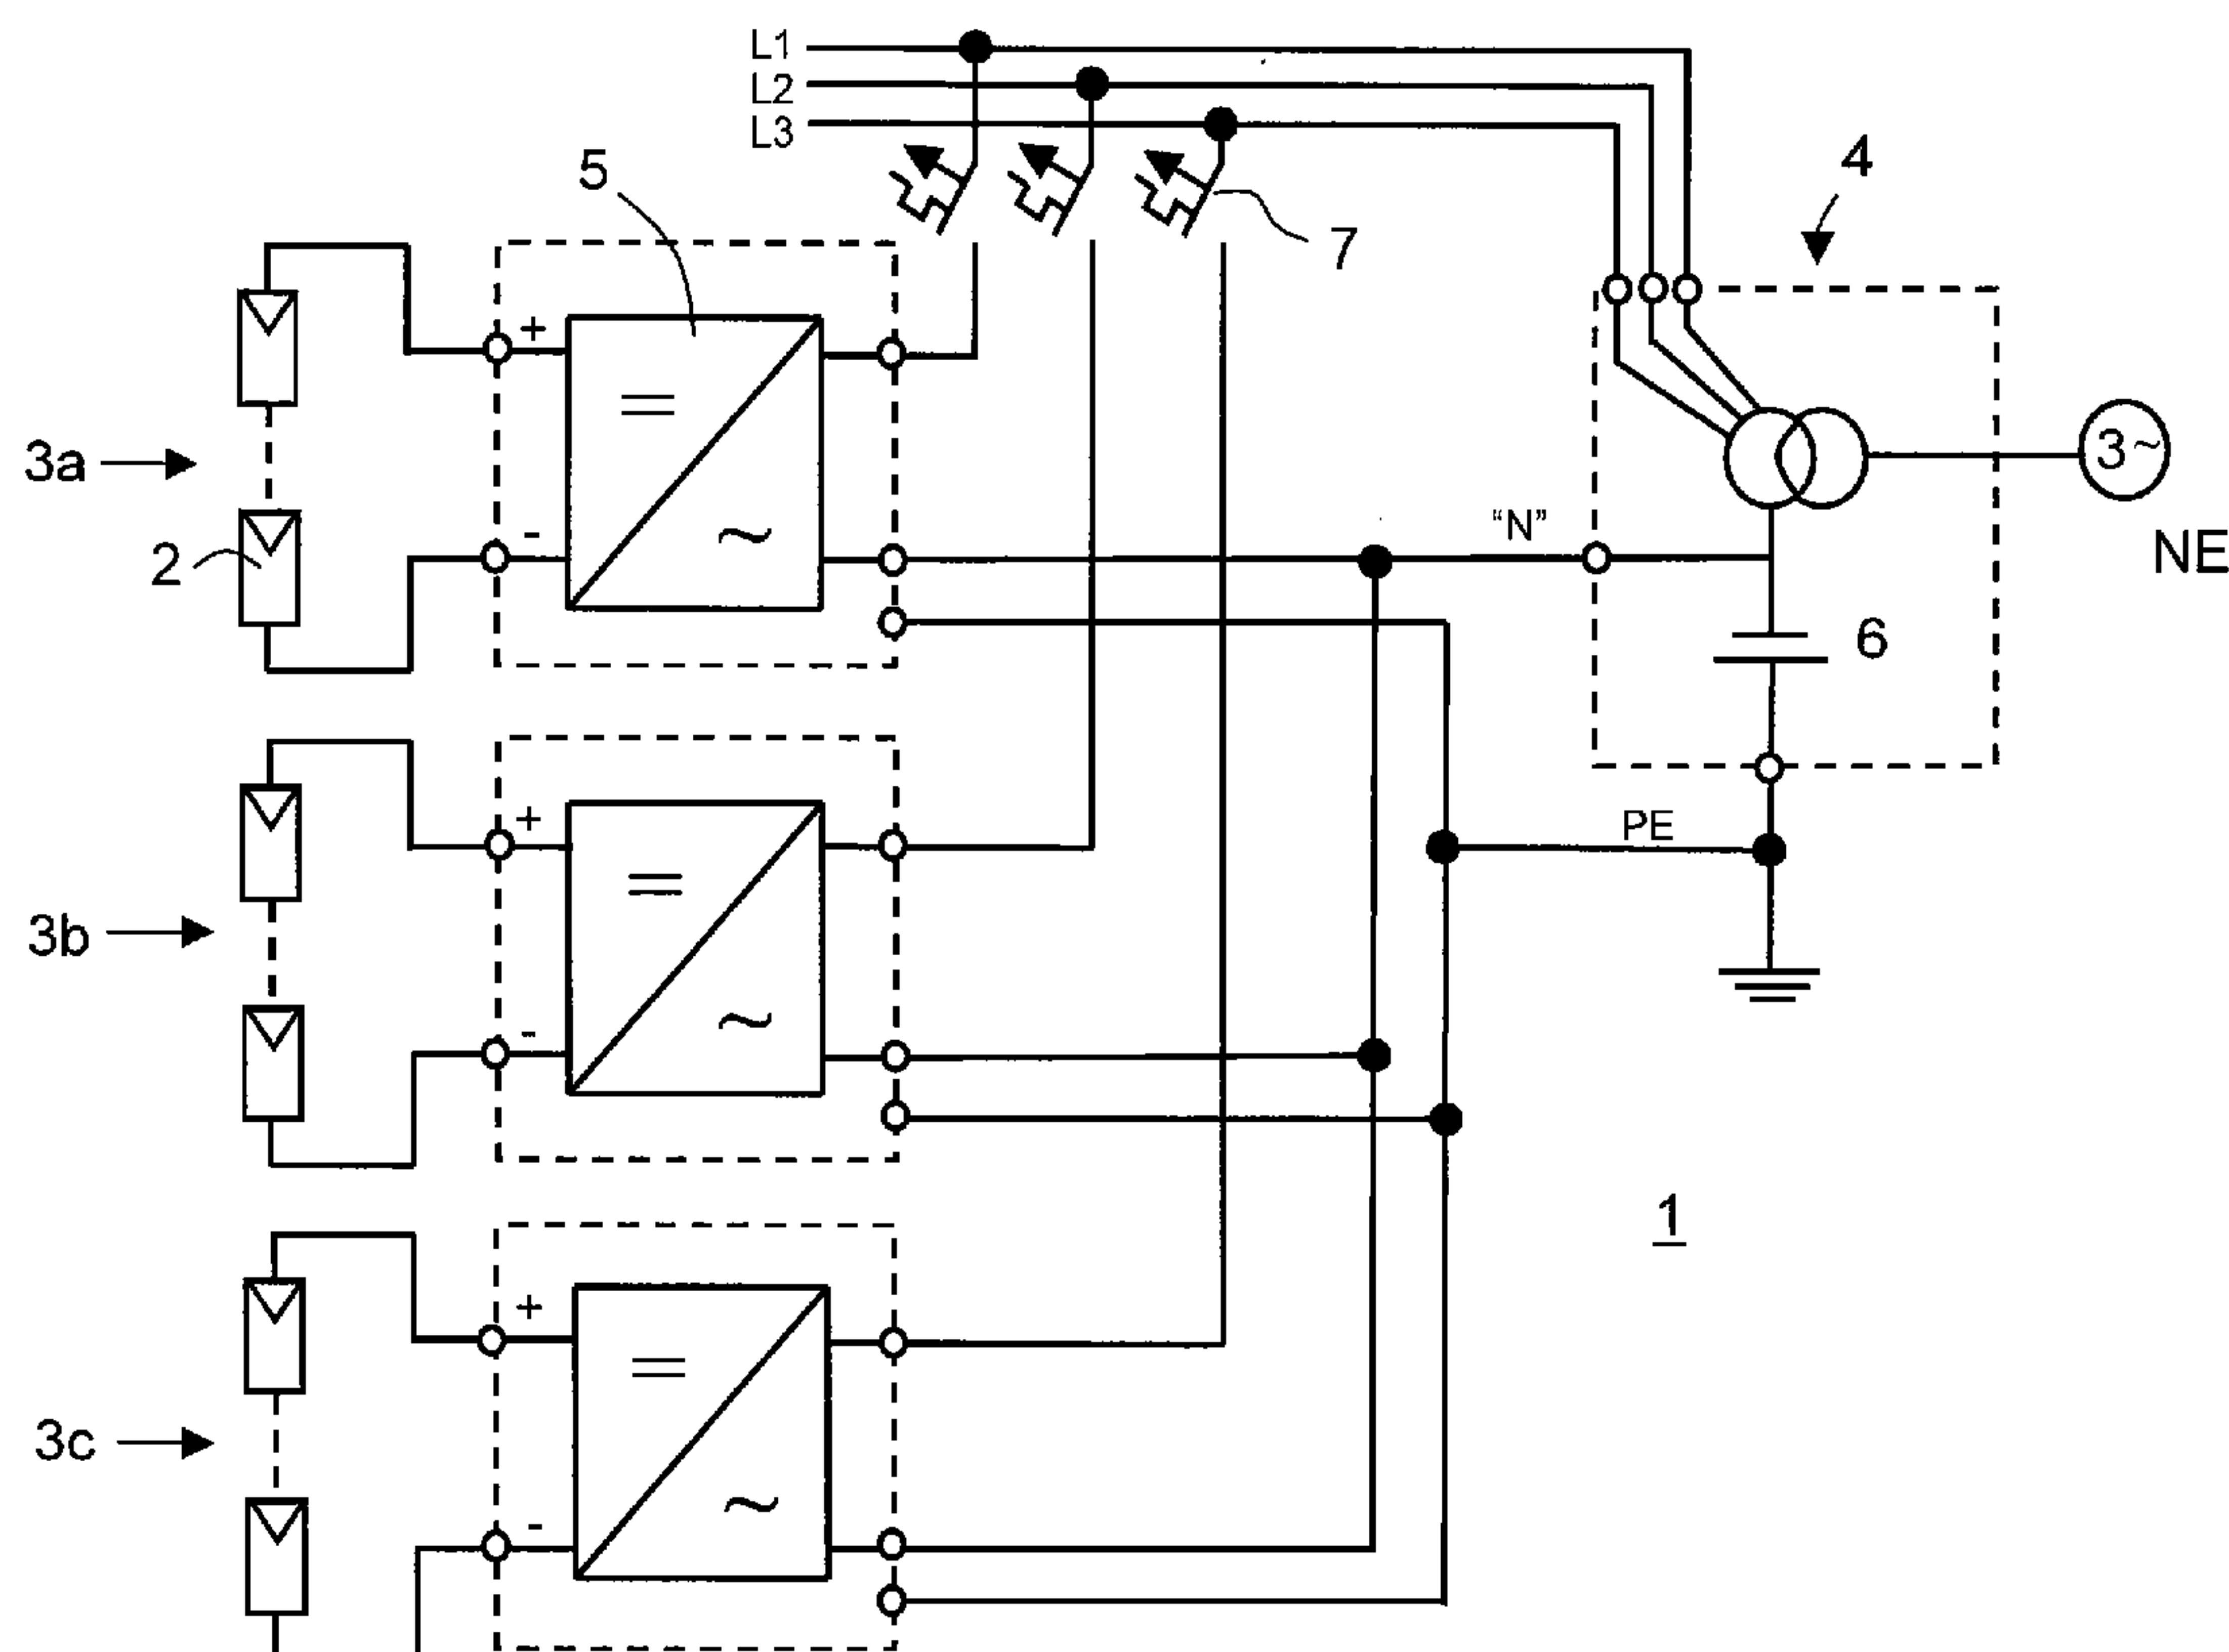 L1
L2
L3
5
4
7
+
=
3a
3~
-
~
"N"
2
NE
6
+
PE
=
3b
~
-
1
+
=
3c
~
-